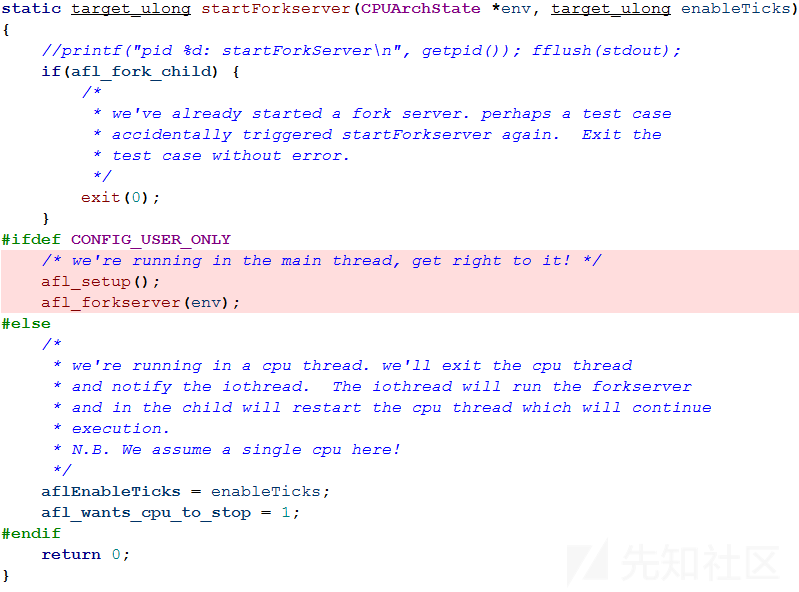 static target_ulong startForkserver(CPUArchState *env, target_ulong enableTicks)
{
    //printf("pid %d: startForkServer\n", getpid()); fflush(stdout);
    if(afl_fork_child) {
        /*
         * we've already started a fork server. perhaps a test case
         * accidentally triggered startForkserver again.  Exit the
         * test case without error.
         */
        exit(0);
    }
#ifdef CONFIG_USER_ONLY
    /* we're running in the main thread, get right to it! */
    afl_setup();
    afl_forkserver(env);
#else
    /*
     * we're running in a cpu thread. we'll exit the cpu thread
     * and notify the iothread.  The iothread will run the forkserver
     * and in the child will restart the cpu thread which will continue
     * execution.
     * N.B. We assume a single cpu here!
     */
    aflEnableTicks = enableTicks;
    afl_wants_cpu_to_stop = 1;
#endif
    return 0;
}
先知社区